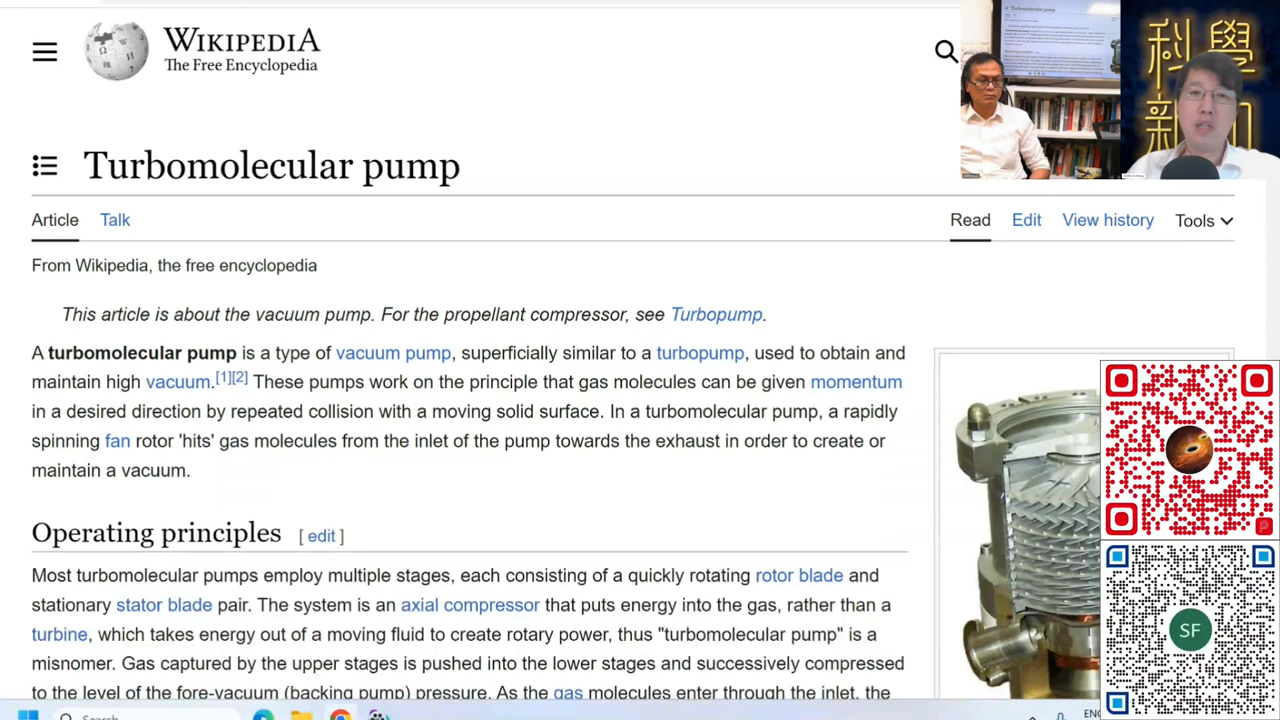 WIKIPEDIA
The Free Encyclopedia
科學
新知
Turbomolecular pump
Article Talk Read Edit View history Tools
From Wikipedia, the free encyclopedia
This article is about the vacuum pump. For the propellant compressor, see Turbopump.
A turbomolecular pump is a type of vacuum pump, superficially similar to a turbopump, used to obtain and
maintain high vacuum.[1][2] These pumps work on the principle that gas molecules can be given momentum
in a desired direction by repeated collision with a moving solid surface. In a turbomolecular pump, a rapidly
spinning fan rotor 'hits' gas molecules from the inlet of the pump towards the exhaust in order to create or
maintain a vacuum.
Operating principles [ edit ]
Most turbomolecular pumps employ multiple stages, each consisting of a quickly rotating rotor blade and
stationary stator blade pair. The system is an axial compressor that puts energy into the gas, rather than a
turbine, which takes energy out of a moving fluid to create rotary power, thus "turbomolecular pump" is a
misnomer. Gas captured by the upper stages is pushed into the lower stages and successively compressed
to the level of the fore-vacuum (backing pump) pressure. As the gas molecules enter through the inlet, the
SF
Search
ENG